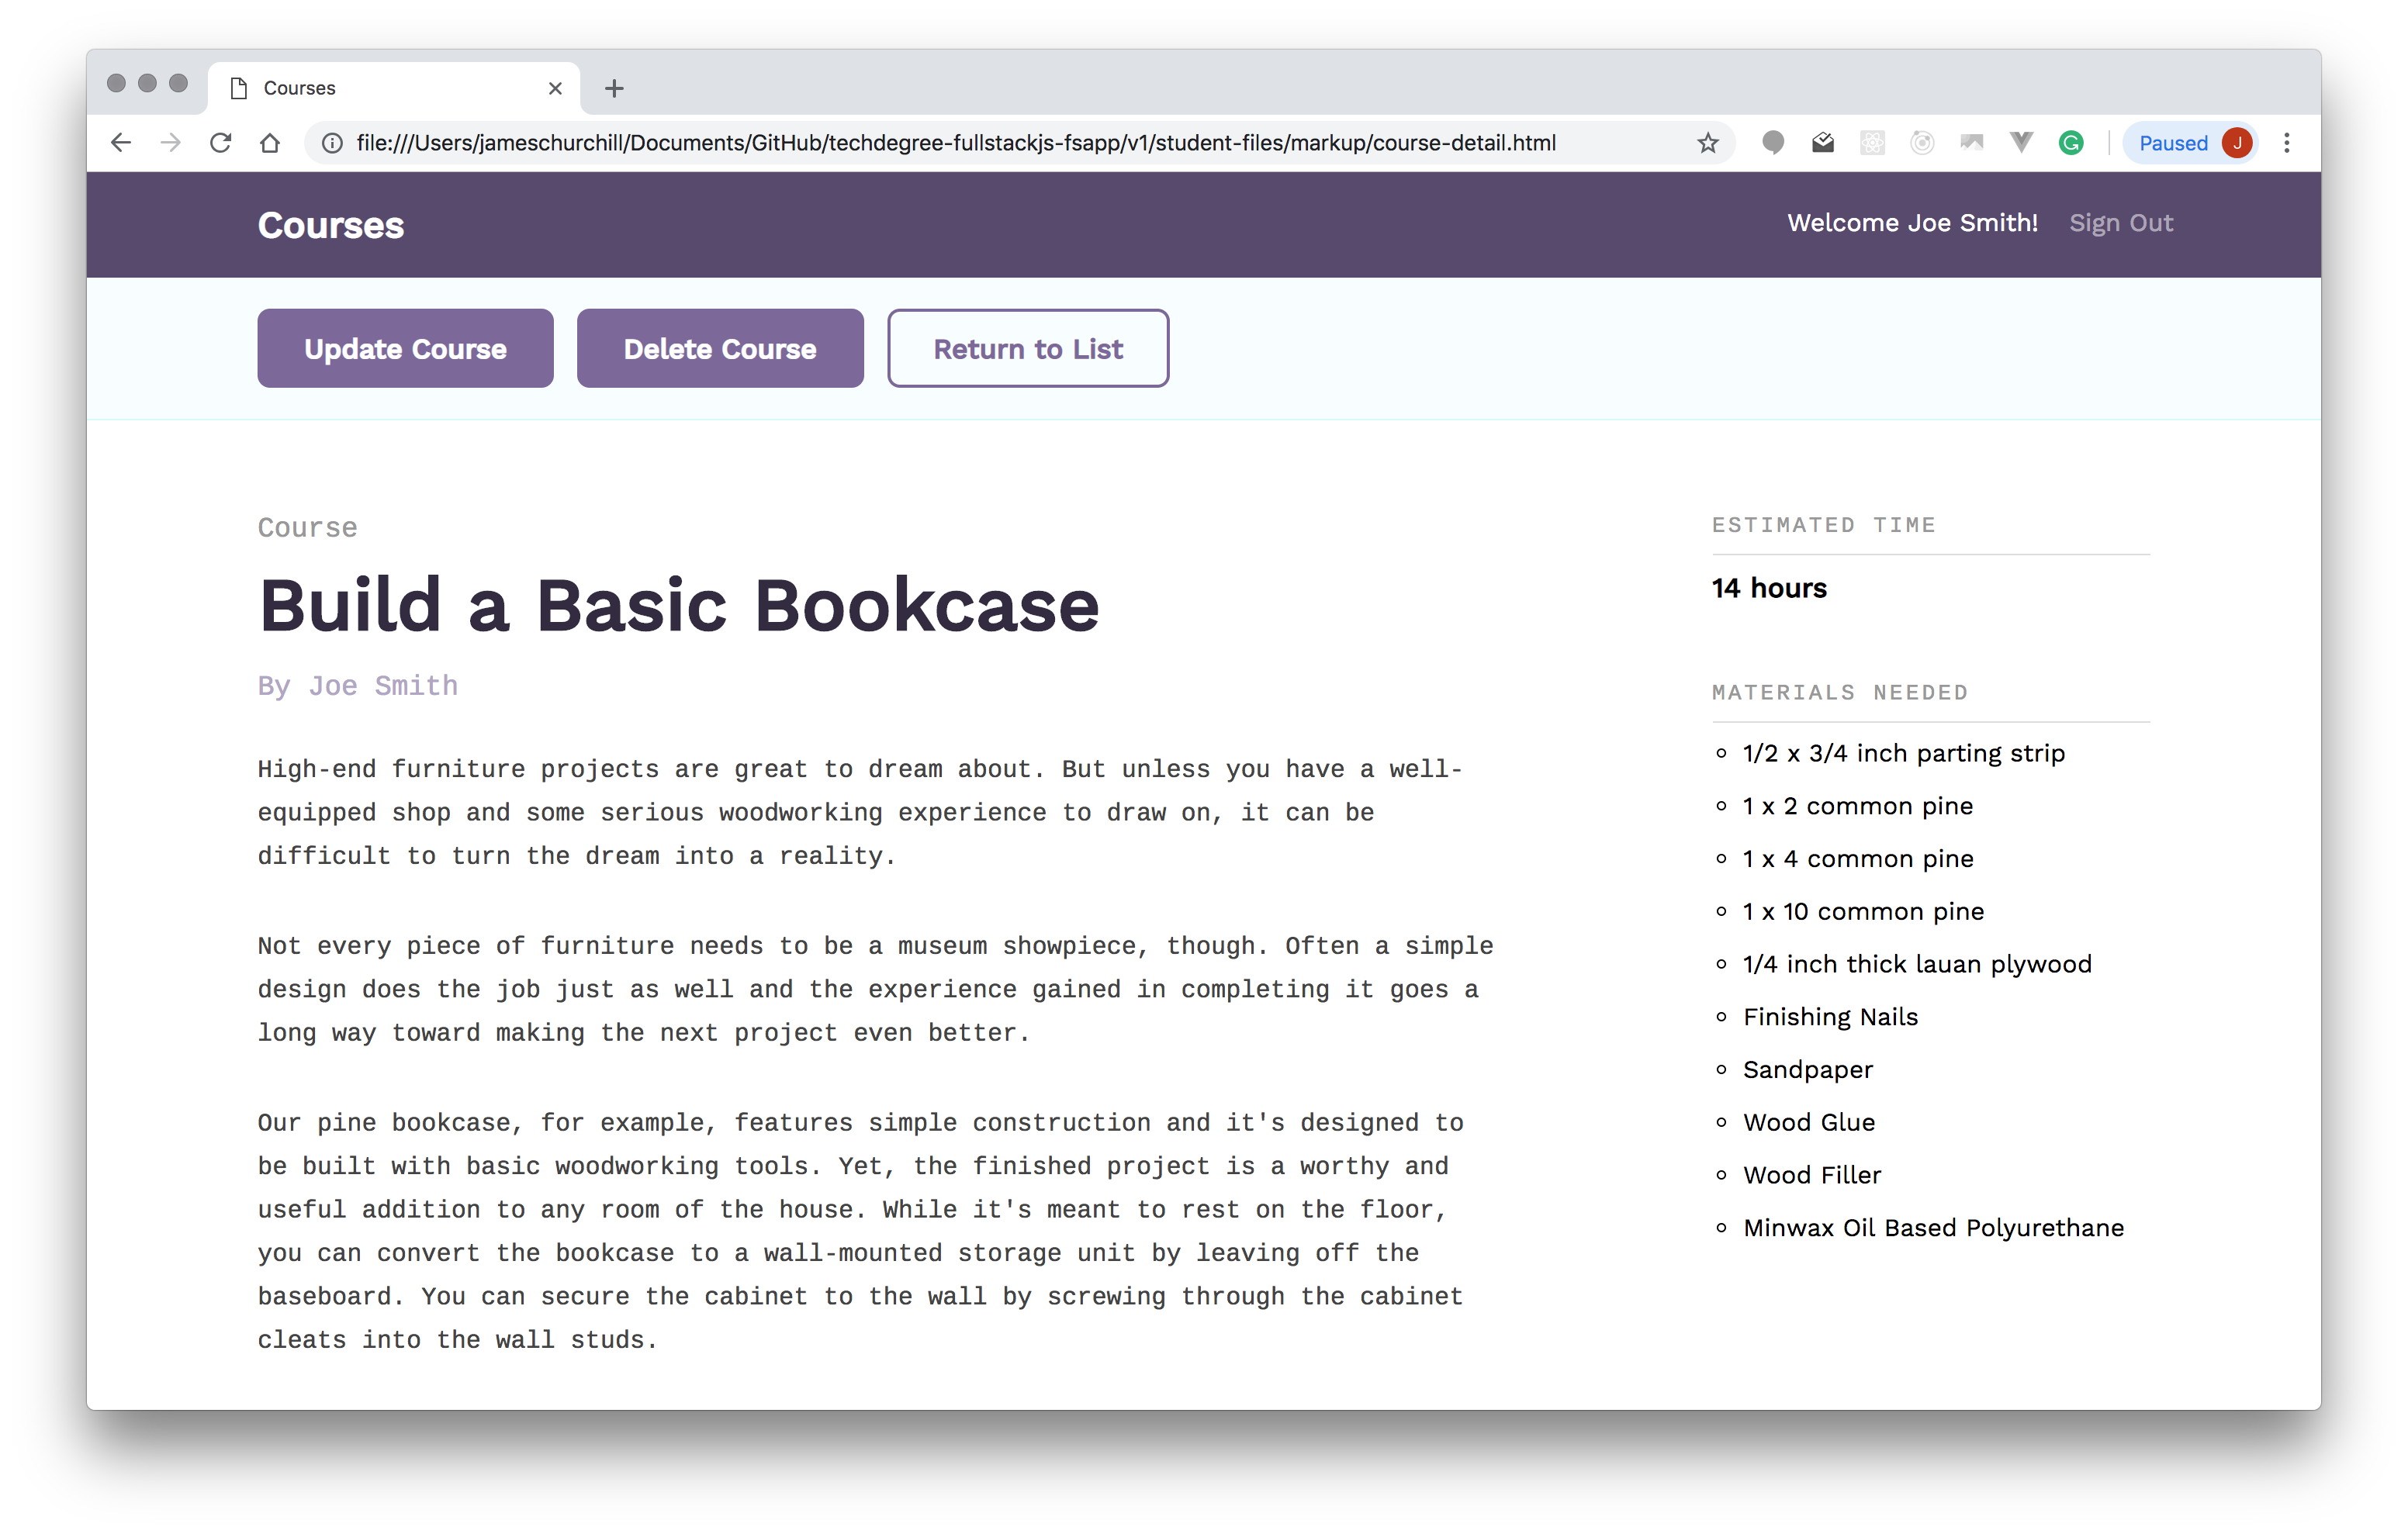 Courses
file:///Users/jameschurchill/Documents/GitHub/techdegree-fullstackjs-fsapp/v1/student-files/markup/course-detail.html
G
Paused
J
Courses
Welcome Joe Smith!
Sign Out
Update Course
Delete Course
Return to List
Course
Build a Basic Bookcase
By Joe Smith
High-end furniture projects are great to dream about. But unless you have a well-
equipped shop and some serious woodworking experience to draw on, it can be
difficult to turn the dream into a reality.
Not every piece of furniture needs to be a museum showpiece, though. Often a simple
design does the job just as well and the experience gained in completing it goes a
long way toward making the next project even better.
Our pine bookcase, for example, features simple construction and it's designed to
be built with basic woodworking tools. Yet, the finished project is a worthy and
useful addition to any room of the house. While it's meant to rest on the floor,
you can convert the bookcase to a wall-mounted storage unit by leaving off the
baseboard. You can secure the cabinet to the wall by screwing through the cabinet
cleats into the wall studs.
ESTIMATED TIME
14 hours
MATERIALS NEEDED
1/2 x 3/4 inch parting strip
1 x 2 common pine
1 x 4 common pine
1 x 10 common pine
1/4 inch thick lauan plywood
Finishing Nails
Sandpaper
Wood Glue
Wood Filler
Minwax Oil Based Polyurethane